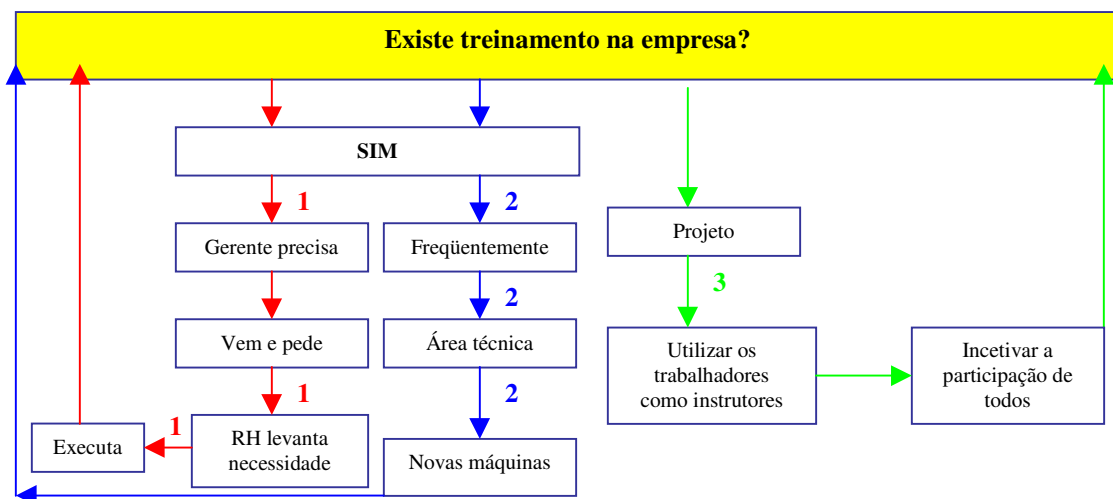 Existe treinamento na empresa?
SIM
1
2
Gerente precisa
Freqüentemente
Projeto
2
3
Vem e pede
Área técnica
Utilizar os
trabalhadores
como instrutores
Incetivar a
participação de
todos
1
2
1
Executa
RH levanta
necessidade
Novas máquinas